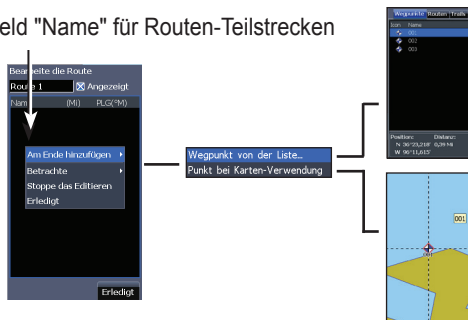 eld "Name" für Routen-Teilstrecken
Bearbeite die Route
Route 1 Angezeigt
Nam (MI) PLG(°M)
Am Ende hinzufügen
Betrachte
Stoppe das Editieren
Erledigt
Erledigt
Wegpunkt von der Liste...
Punkt bei Karten-Verwendung
Wegpunkte Routen Trails
Icon Name
001
002
003
Position: Distanz:
N 36°23,218' 0,39 MI
W 96°11,615'
001